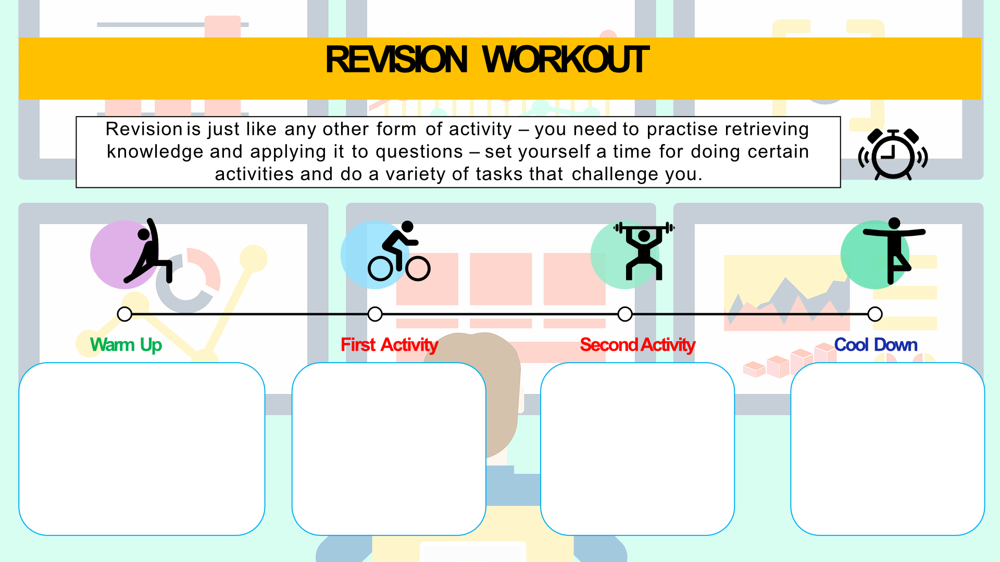 REVISION WORKOUT
Revision is just like any other form of activity – you need to practise retrieving
knowledge and applying it to questions – set yourself a time for doing certain
activities and do a variety of tasks that challenge you.
Warm Up
First Activity
Second Activity
Cool Down